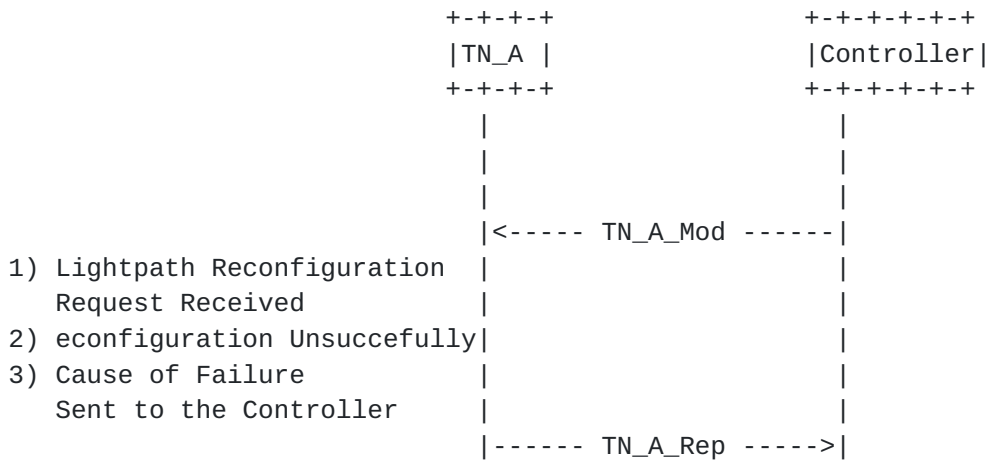 +-+-+-+ +-+-+-+-+-+
|TN_A | |Controller|
+-+-+-+ +-+-+-+-+-+
| |
| |
| |
|<----- TN_A_Mod ------|
1) Lightpath Reconfiguration | |
Request Received | |
2) econfiguration Unsuccefully| |
3) Cause of Failure | |
Sent to the Controller | |
|------ TN_A_Rep ----->|